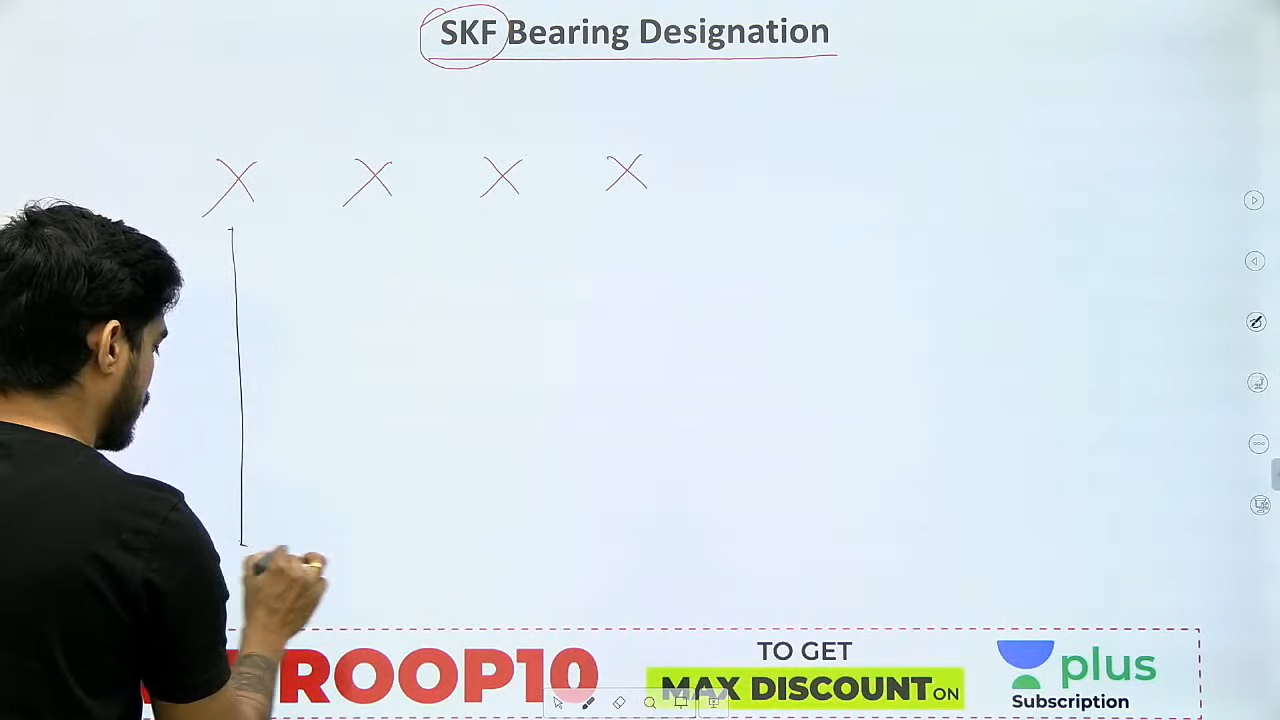 SKF Bearing Designation
X X X X
ROOP10
TO GET
MAX DISCOUNT ON
plus
Subscription